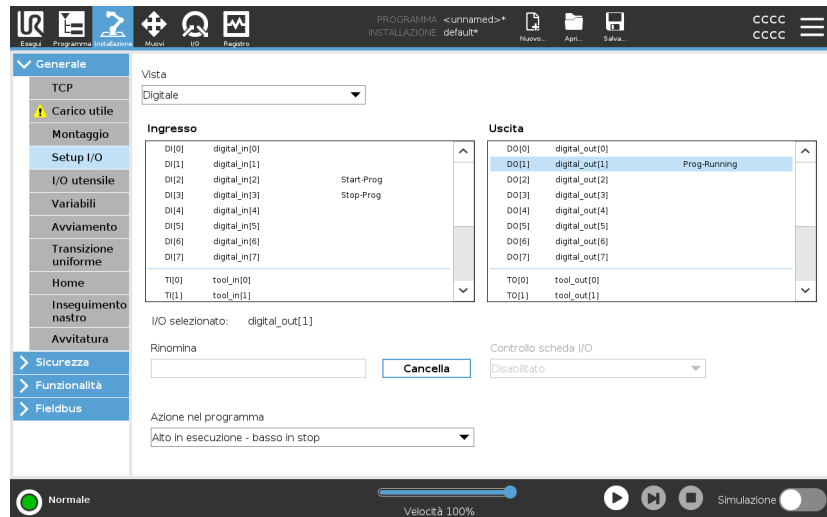 PROGRAMMA <unnamed>*
INSTALLAZIONE default*
CCCC
CCCC
Esegui Programma Installazione Muovi I/O Registro Nuovo... Apri... Salva...
Generale
TCP
Carico utile
Montaggio
Setup I/O
I/O utensile
Variabili
Avviamento
Transizione
uniforme
Home
Inseguimento
nastro
Avvitatura
Sicurezza
Funzionalità
Fieldbus
Vista
Digitale
Ingresso
DI[0] digital_in[0]
DI[1] digital_in[1]
DI[2] digital_in[2] Start-Prog
DI[3] digital_in[3] Stop-Prog
DI[4] digital_in[4]
DI[5] digital_in[5]
DI[6] digital_in[6]
DI[7] digital_in[7]
TI[0] tool_in[0]
TI[1] tool_in[1]
Uscita
DO[0] digital_out[0]
DO[1] digital_out[1] Prog-Running
DO[2] digital_out[2]
DO[3] digital_out[3]
DO[4] digital_out[4]
DO[5] digital_out[5]
DO[6] digital_out[6]
DO[7] digital_out[7]
TO[0] tool_out[0]
TO[1] tool_out[1]
I/O selezionato: digital_out[1]
Rinomina
Cancella
Controllo scheda I/O
Disabilitato
Azione nel programma
Alto in esecuzione - basso in stop
Normale
Velocità 100%
Simulazione